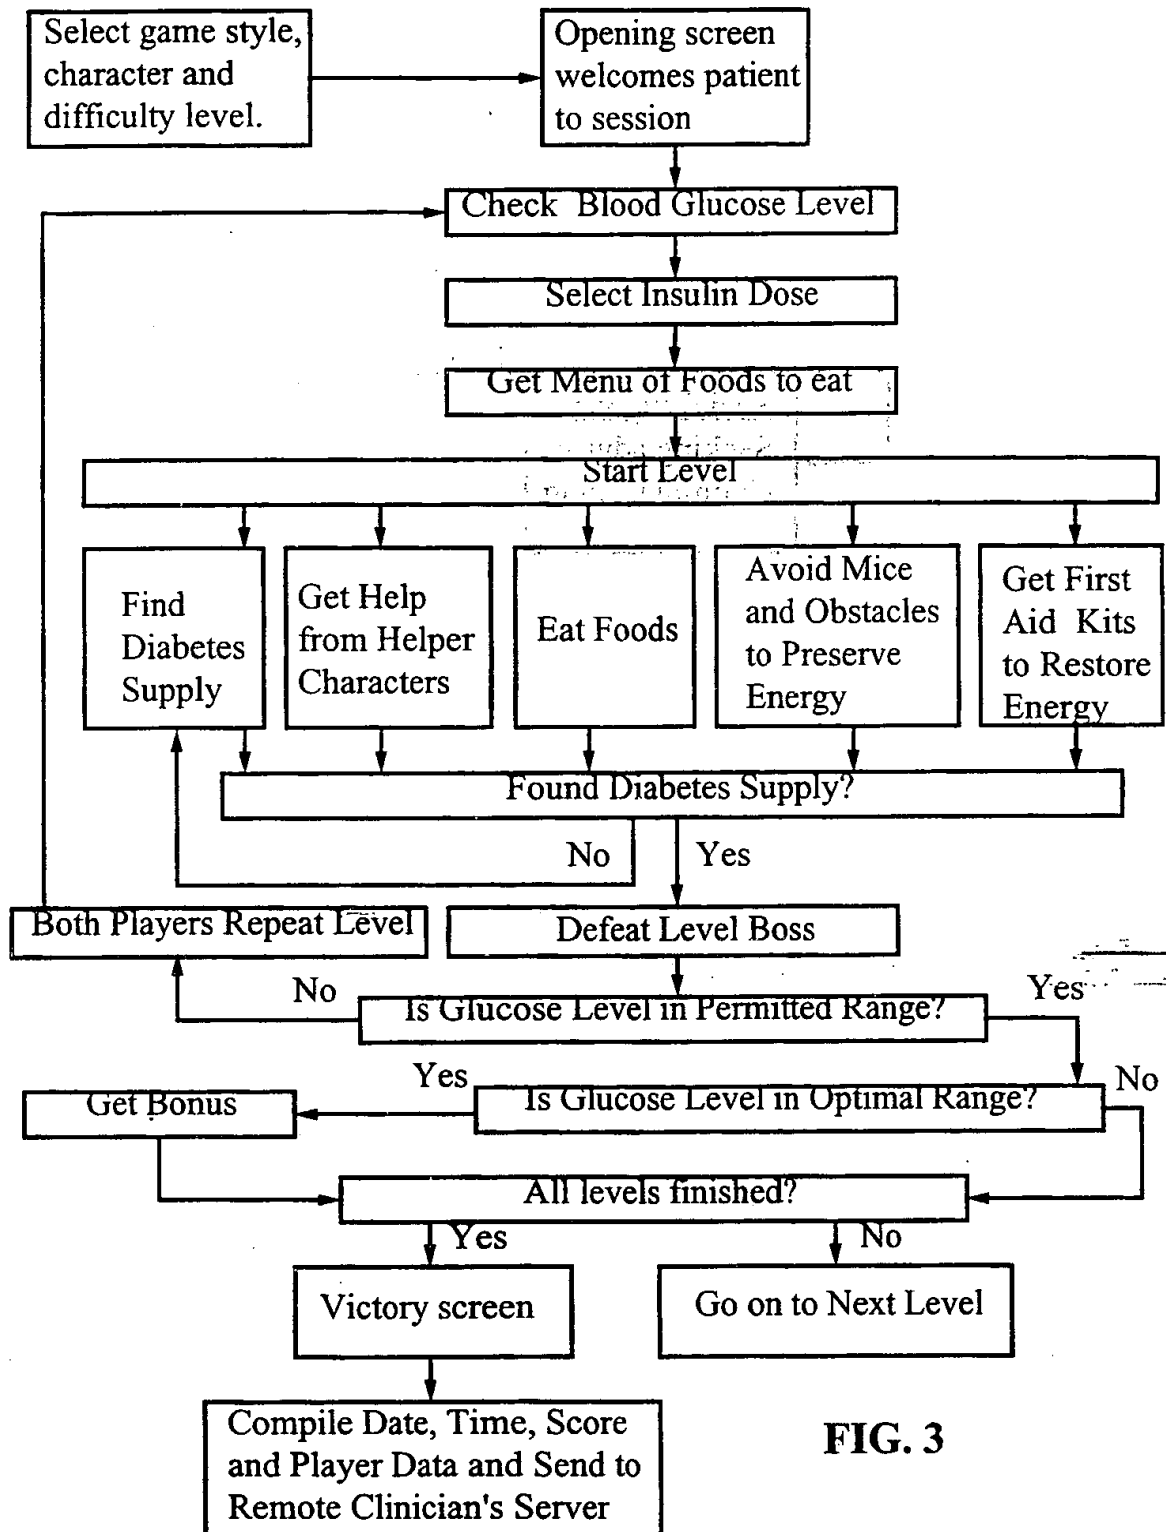 Select game style,
character and
difficulty level.
Opening screen
welcomes patient
to session
Check Blood Glucose Level
Select Insulin Dose
Get Menu of Foods to eat
Start Level
Find
Diabetes
Supply
Get Help
from Helper
Characters
Eat Foods
Avoid Mice
and Obstacles
to Preserve
Energy
Get First
Aid Kits
to Restore
Energy
Found Diabetes Supply?
No
Yes
Both Players Repeat Level
Defeat Level Boss
No
Yes
Is Glucose Level in Permitted Range?
Yes
No
Get Bonus
Is Glucose Level in Optimal Range?
All levels finished?
Yes
No
Victory screen
Go on to Next Level
Compile Date, Time, Score
and Player Data and Send to
Remote Clinician's Server
FIG. 3